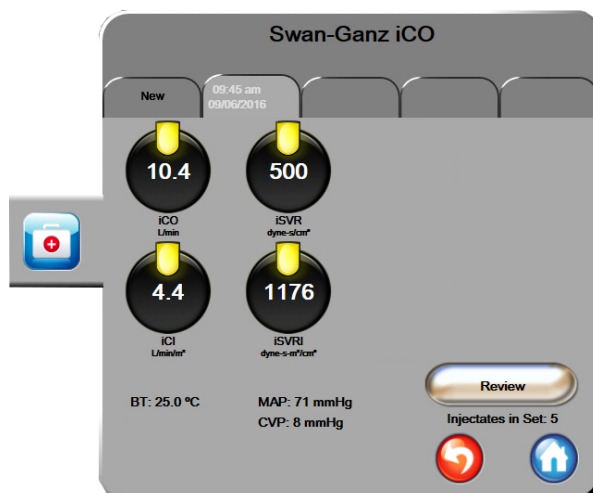 Swan-Ganz iCO
New
09:45 am
09/06/2016
10.4
500
iCO
L/min
iSVR
dyne-s/cm⁵
4.4
1176
iCI
L/min/m²
iSVRI
dyne-s-m²/cm⁵
Review
BT: 25.0 ºC
MAP: 71 mmHg
Injectates in Set: 5
CVP: 8 mmHg